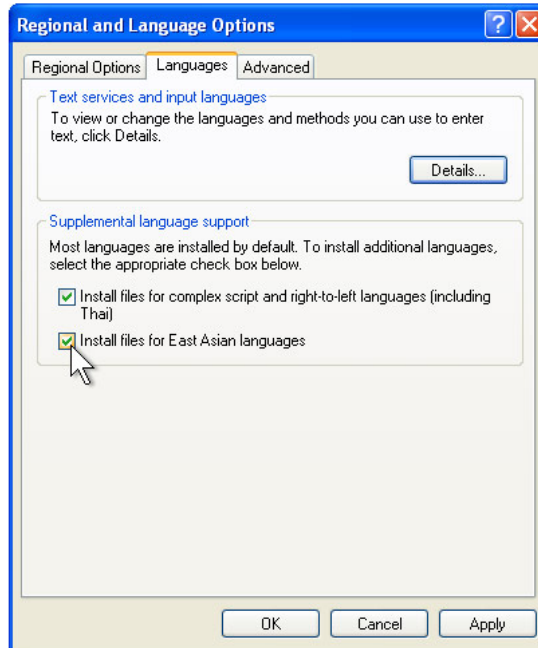 Regional and Language Options
Regional Options Languages Advanced
Text services and input languages
To view or change the languages and methods you can use to enter
text, click Details.
Details...
Supplemental language support
Most languages are installed by default. To install additional languages,
select the appropriate check box below.
Install files for complex script and right-to-left languages (including
Thai)
Install files for East Asian languages
OK Cancel Apply